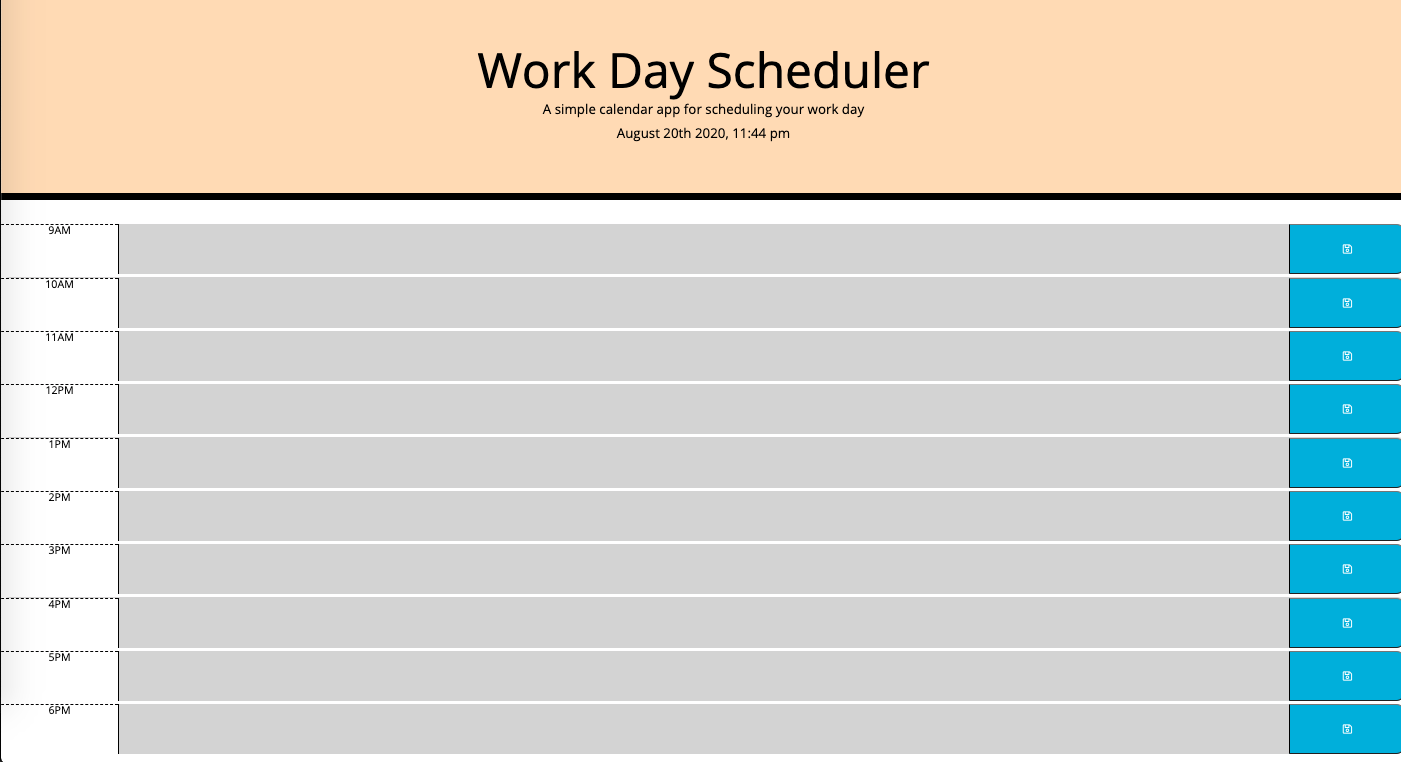 Work Day Scheduler
A simple calendar app for scheduling your work day
August 20th 2020, 11:44 pm
9AM
10AM
11AM
12PM
1PM
2PM
3PM
4PM
5PM
6PM